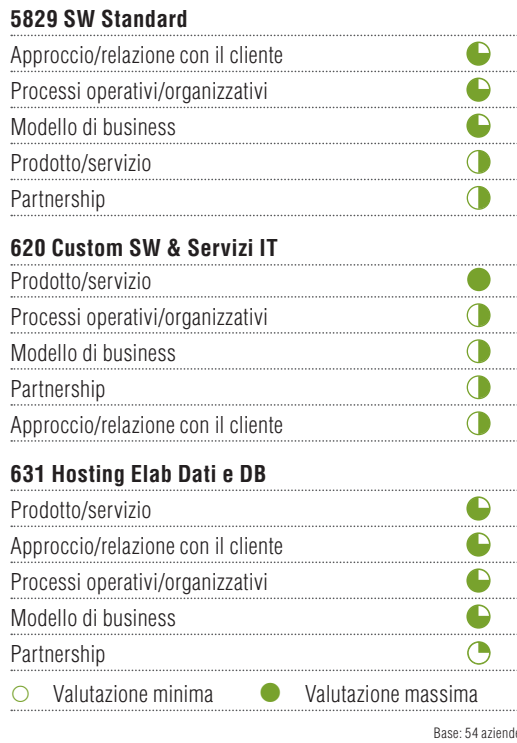 5829 SW Standard
Approccio/relazione con il cliente
Processi operativi/organizzativi
Modello di business
Prodotto/servizio
Partnership
620 Custom SW & Servizi IT
Prodotto/servizio
Processi operativi/organizzativi
Modello di business
Partnership
Approccio/relazione con il cliente
631 Hosting Elab Dati e DB
Prodotto/servizio
Approccio/relazione con il cliente
Processi operativi/organizzativi
Modello di business
Partnership
Valutazione minima Valutazione massima
Base: 54 aziende